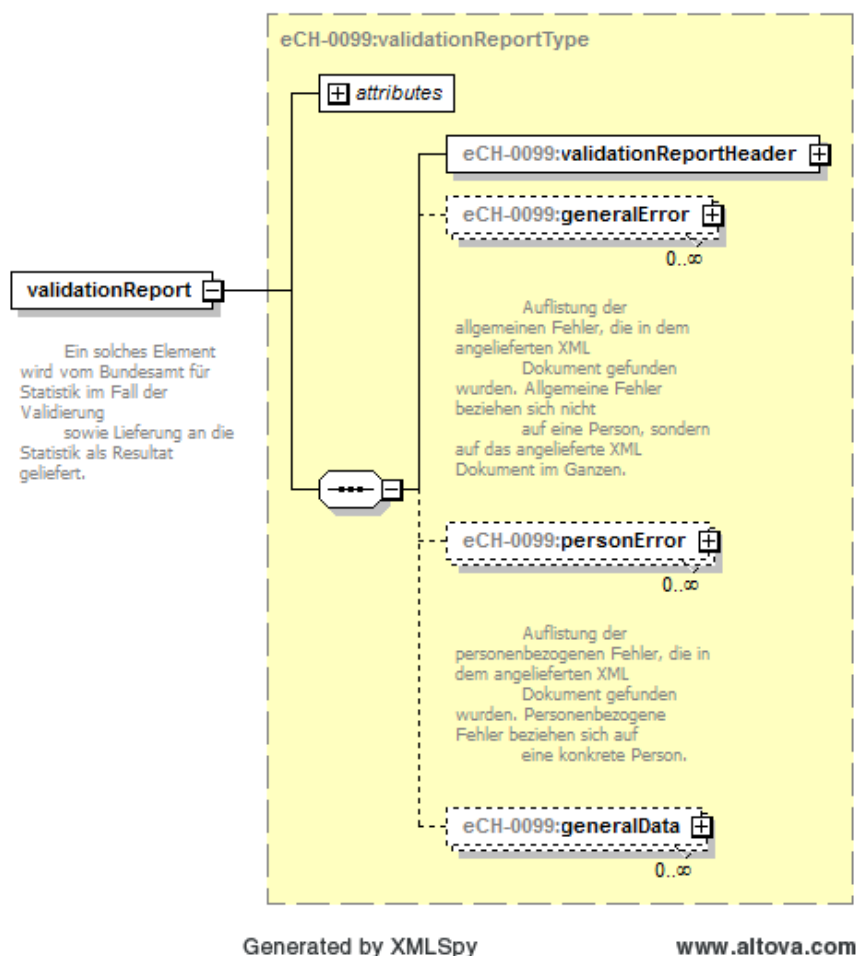 eCH-0099:validationReportType
attributes
eCH-0099:validationReportHeader
eCH-0099:generalError
0..∞
Auflistung der
allgemeinen Fehler, die in dem
angelieferten XML
Dokument gefunden
wurden. Allgemeine Fehler
beziehen sich nicht
auf eine Person, sondern
auf das angelieferte XML
Dokument im Ganzen.
validationReport
Ein solches Element
wird vom Bundesamt für
Statistik im Fall der
Validierung
sowie Lieferung an die
Statistik als Resultat
geliefert.
eCH-0099:personError
0..∞
Auflistung der
personenbezogenen Fehler, die in
dem angelieferten XML
Dokument gefunden
wurden. Personenbezogene
Fehler beziehen sich auf
eine konkrete Person.
eCH-0099:generalData
0..∞
Generated by XMLSpy
www.altova.com